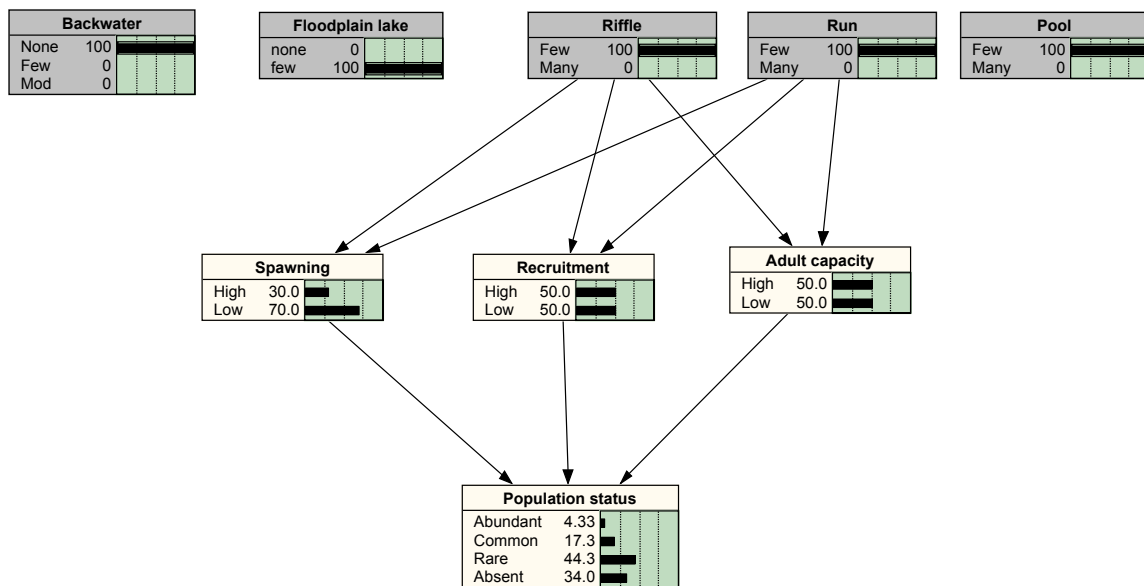 Backwater
None 100
Few 0
Mod 0
Floodplain lake
none 0
few 100
Riffle
Few 100
Many 0
Run
Few 100
Many 0
Pool
Few 100
Many 0
Spawning
High 30.0
Low 70.0
Recruitment
High 50.0
Low 50.0
Adult capacity
High 50.0
Low 50.0
Population status
Abundant 4.33
Common 17.3
Rare 44.3
Absent 34.0